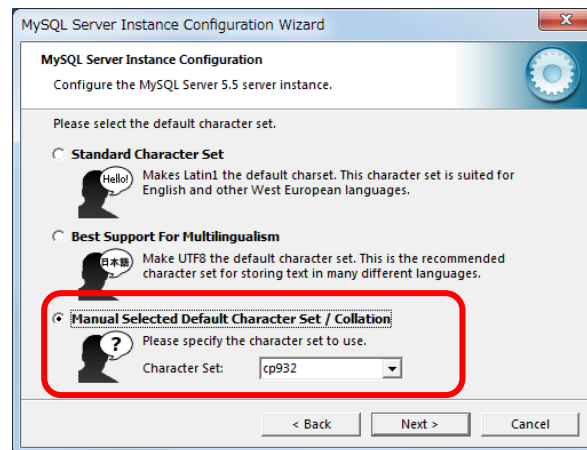 MySQL Server Instance Configuration Wizard
MySQL Server Instance Configuration
Configure the MySQL Server 5.5 server instance.
Please select the default character set.
Standard Character Set
Hello!
Makes Latin1 the default charset. This character set is suited for
English and other West European languages.
Best Support For Multilingualism
日本語
Make UTF8 the default character set. This is the recommended
character set for storing text in many different languages.
Manual Selected Default Character Set / Collation
?
Please specify the character set to use.
Character Set: cp932
< Back Next > Cancel